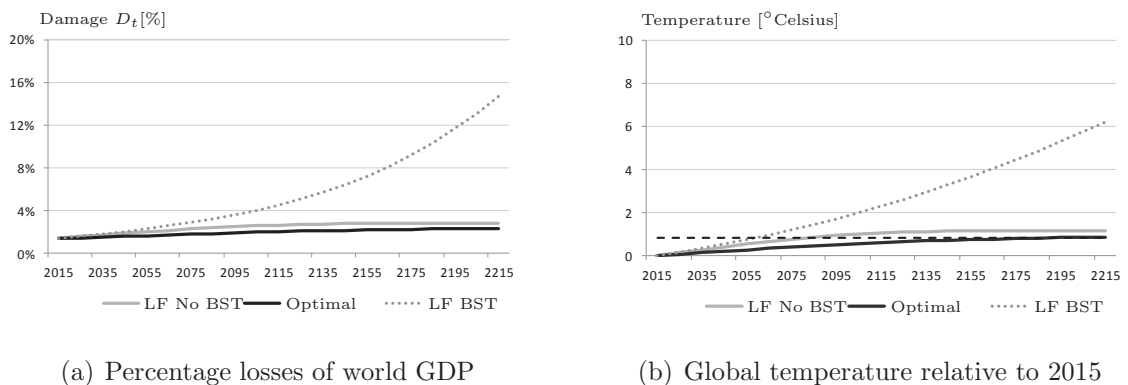 Damage D_t[%]
20%
16%
12%
8%
4%
0%
2015 2035 2055 2075 2095 2115 2135 2155 2175 2195 2215
LF No BST Optimal LF BST
(a) Percentage losses of world GDP
Temperature [°Celsius]
10
8
6
4
2
0
2015 2035 2055 2075 2095 2115 2135 2155 2175 2195 2215
LF No BST Optimal LF BST
(b) Global temperature relative to 2015